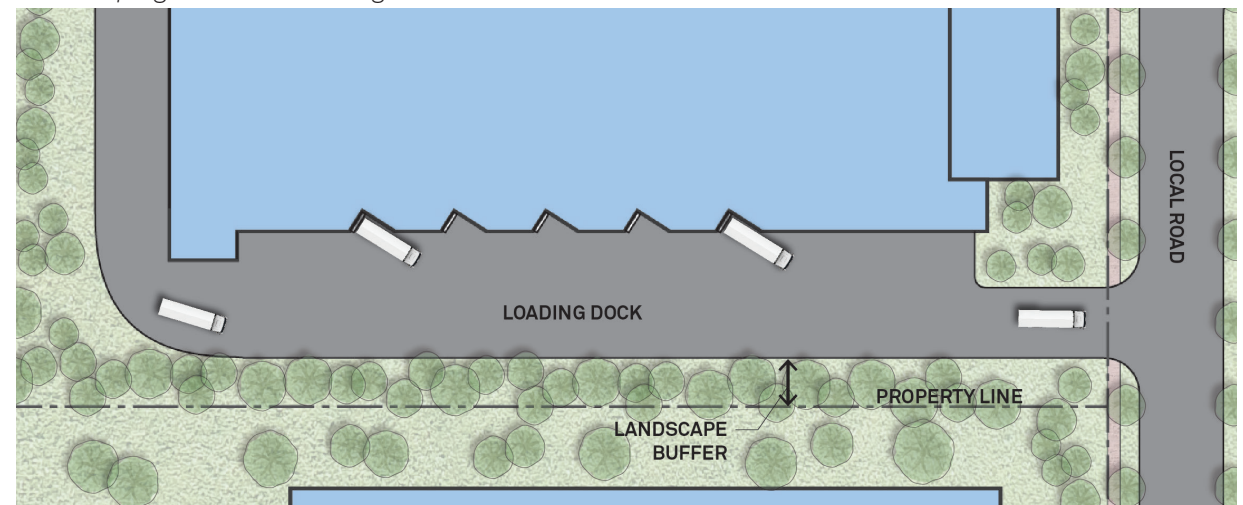 LOCAL ROAD
LOADING DOCK
PROPERTY LINE
LANDSCAPE
BUFFER